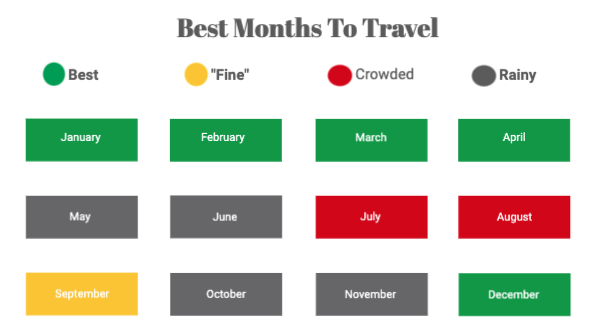 Best Months To Travel
Best "Fine" Crowded Rainy
January February March April
May June July August
September October November December